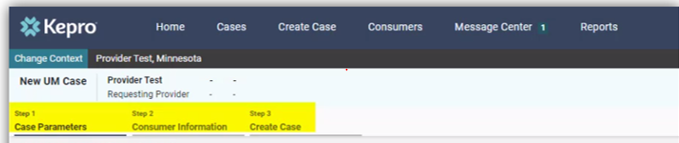 Kepro Home Cases Create Case Consumers Message Center 1 Reports
Change Context Provider Test, Minnesota
New UM Case Provider Test - -
Requesting Provider - -
Step 1 Step 2 Step 3
Case Parameters Consumer Information Create Case